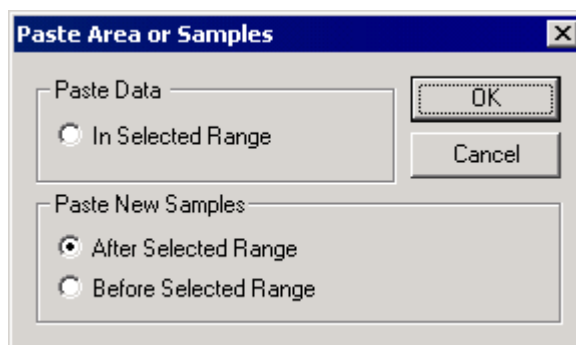 Paste Area or Samples
Paste Data
In Selected Range
OK
Cancel
Paste New Samples
After Selected Range
Before Selected Range